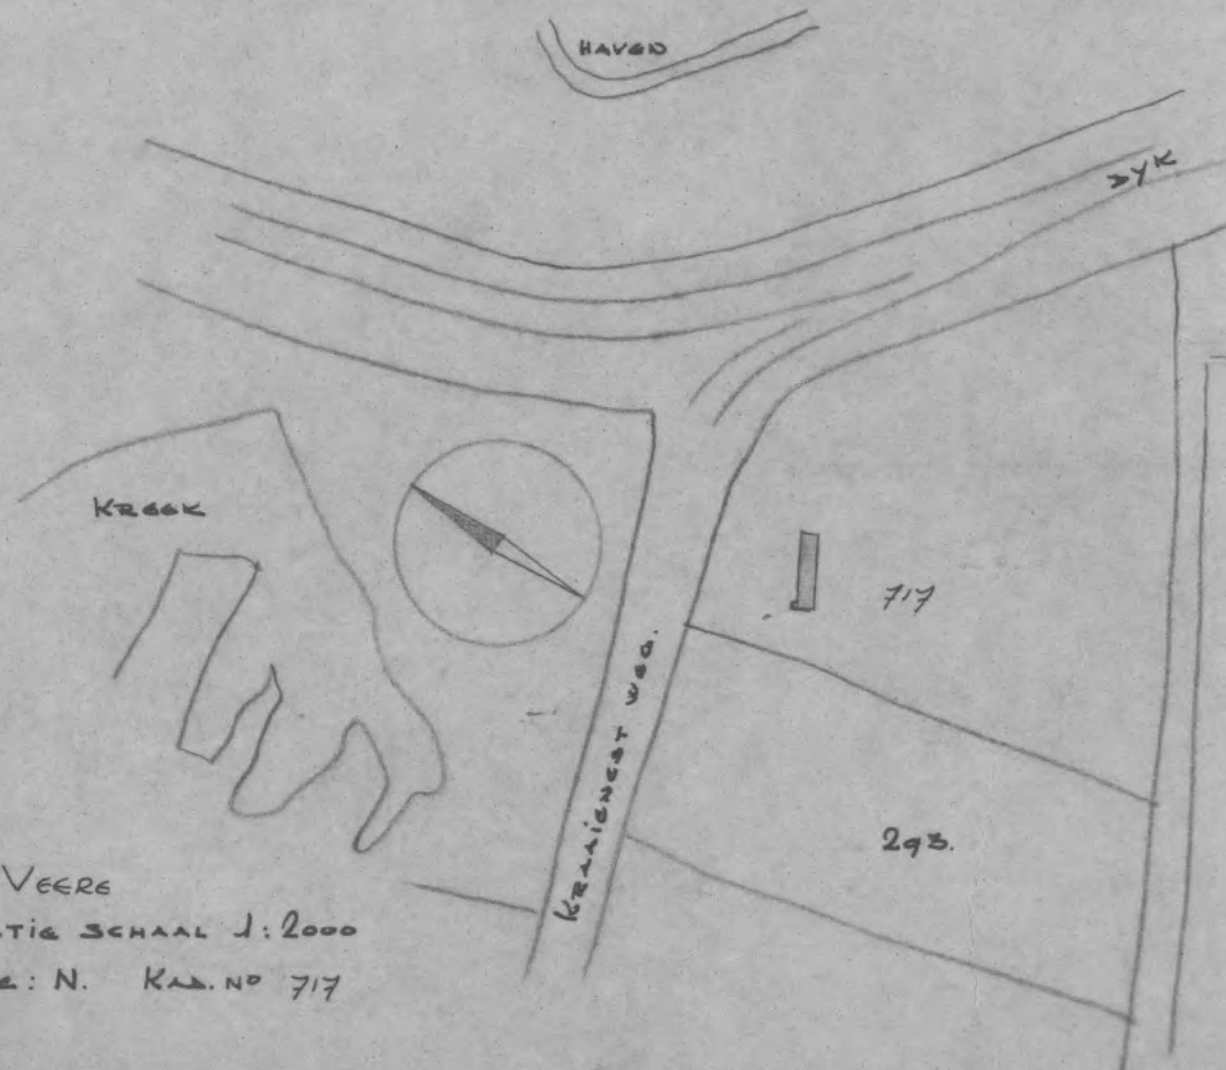 HAVEN
DYK
KREEK
717
KRAAIENEST WEG.
293.
VEERE
SCHAAL 1:2000
: N. KAD. NO 717